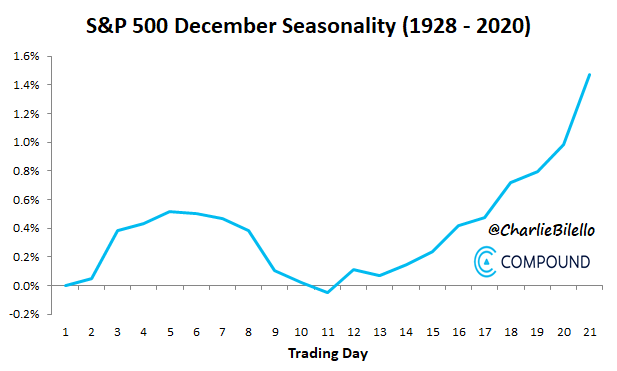 S&P 500 December Seasonality (1928 - 2020)
1.6%
1.4%
1.2%
1.0%
0.8%
0.6%
0.4%
0.2%
0.0%
-0.2%
@CharlieBilello
COMPOUND
1 2 3 4 5 6 7 8 9 10 11 12 13 14 15 16 17 18 19 20 21
Trading Day